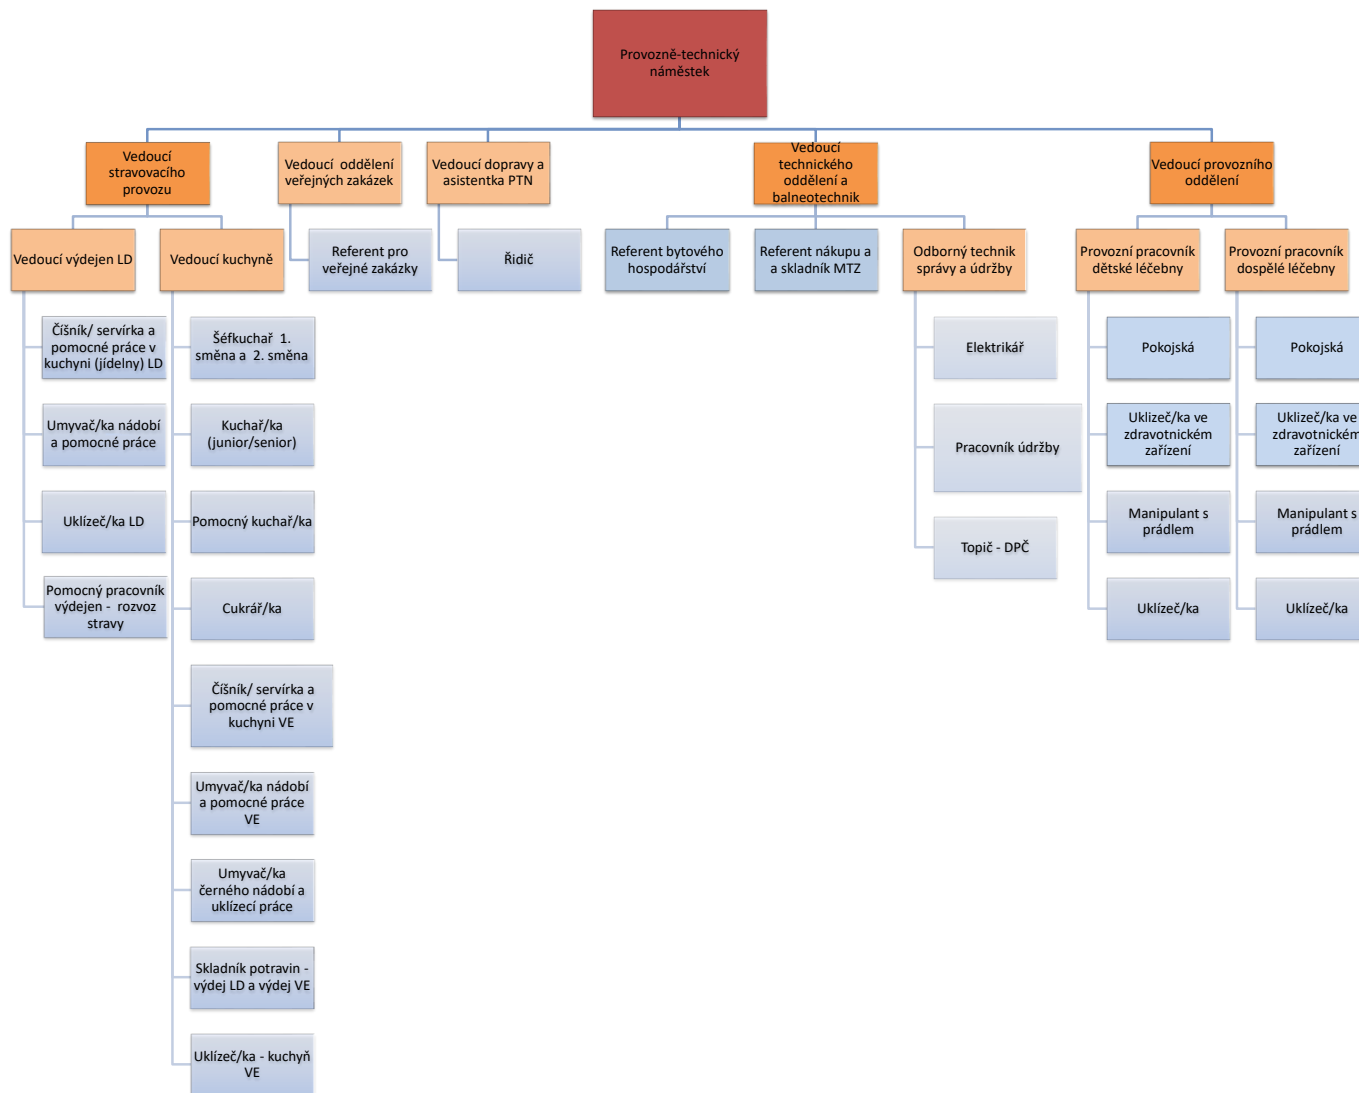 Provozně-technický
náměstek
Vedoucí
stravovacího
provozu
Vedoucí oddělení
veřejných zakázek
Vedoucí dopravy a
asistentka PTN
Vedoucí
technického
oddělení a
balneotechnik
Vedoucí provozního
oddělení
Vedoucí výdejen LD
Vedoucí kuchyně
Referent pro
veřejné zakázky
Řidič
Referent bytového
hospodářství
Referent nákupu a
a skladník MTZ
Odborný technik
správy a údržby
Provozní pracovník
dětské léčebny
Provozní pracovník
dospělé léčebny
Číšník/ servírka a
pomocné práce v
kuchyni (jídelny) LD
Umyvač/ka nádobí
a pomocné práce
Uklízeč/ka LD
Pomocný pracovník
výdejen - rozvoz
stravy
Šéfkuchař 1.
směna a 2. směna
Kuchař/ka
(junior/senior)
Pomocný kuchař/ka
Cukrář/ka
Číšník/ servírka a
pomocné práce v
kuchyni VE
Umyvač/ka nádobí
a pomocné práce
VE
Umyvač/ka
černého nádobí a
uklízecí práce
Skladník potravin -
výdej LD a výdej VE
Uklízeč/ka - kuchyň
VE
Elektrikář
Pracovník údržby
Topič - DPČ
Pokojská
Uklizeč/ka ve
zdravotnickém
zařízení
Manipulant s
prádlem
Uklízeč/ka
Pokojská
Uklizeč/ka ve
zdravotnickém
zařízení
Manipulant s
prádlem
Uklízeč/ka